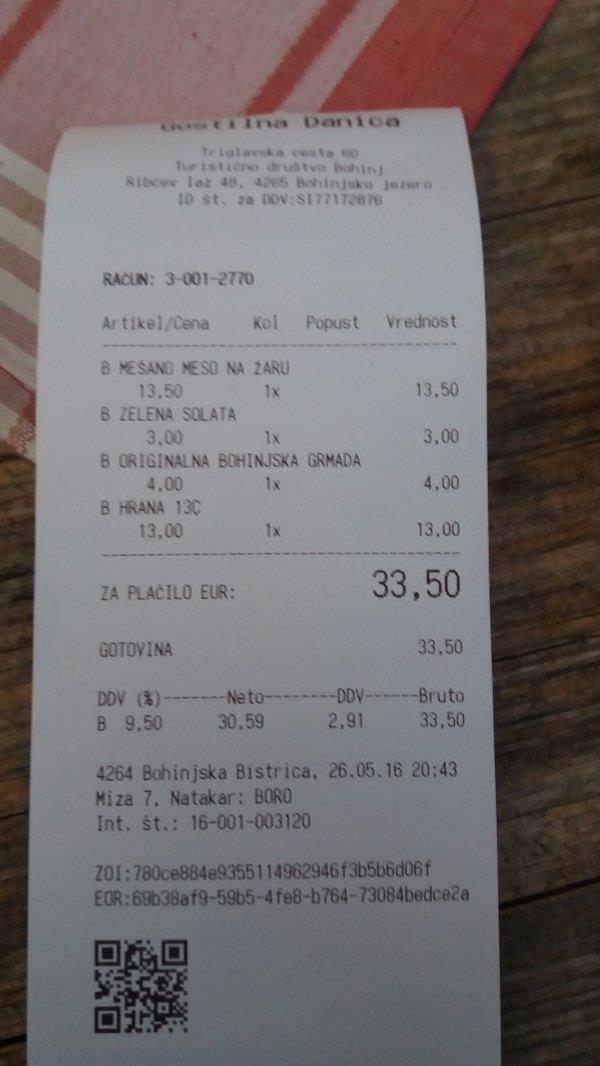 Gostilna Danica
Triglavska cesta 60
Turistično društvo Bohinj
Ribčev laz 48, 4265 Bohinjsko jezero
ID št. za DDV:SI77172876
RAČUN: 3-001-2770
Artikel/Cena Kol Popust Vrednost
B MEŠANO MESO NA ŽARU
13,50 1x 13,50
B ZELENA SOLATA
3,00 1x 3,00
B ORIGINALNA BOHINJSKA GRMADA
4,00 1x 4,00
B HRANA 13Č
13,00 1x 13,00
ZA PLAČILO EUR: 33,50
GOTOVINA 33,50
DDV (%)-------Neto--------DDV------Bruto
B 9,50 30,59 2,91 33,50
4264 Bohinjska Bistrica, 26.05.16 20:43
Miza 7, Natakar: BORO
Int. št.: 16-001-003120
ZOI:780ce884e9355114962946f3b5b6d06f
EOR:69b38af9-59b5-4fe8-b764-73084bedce2a